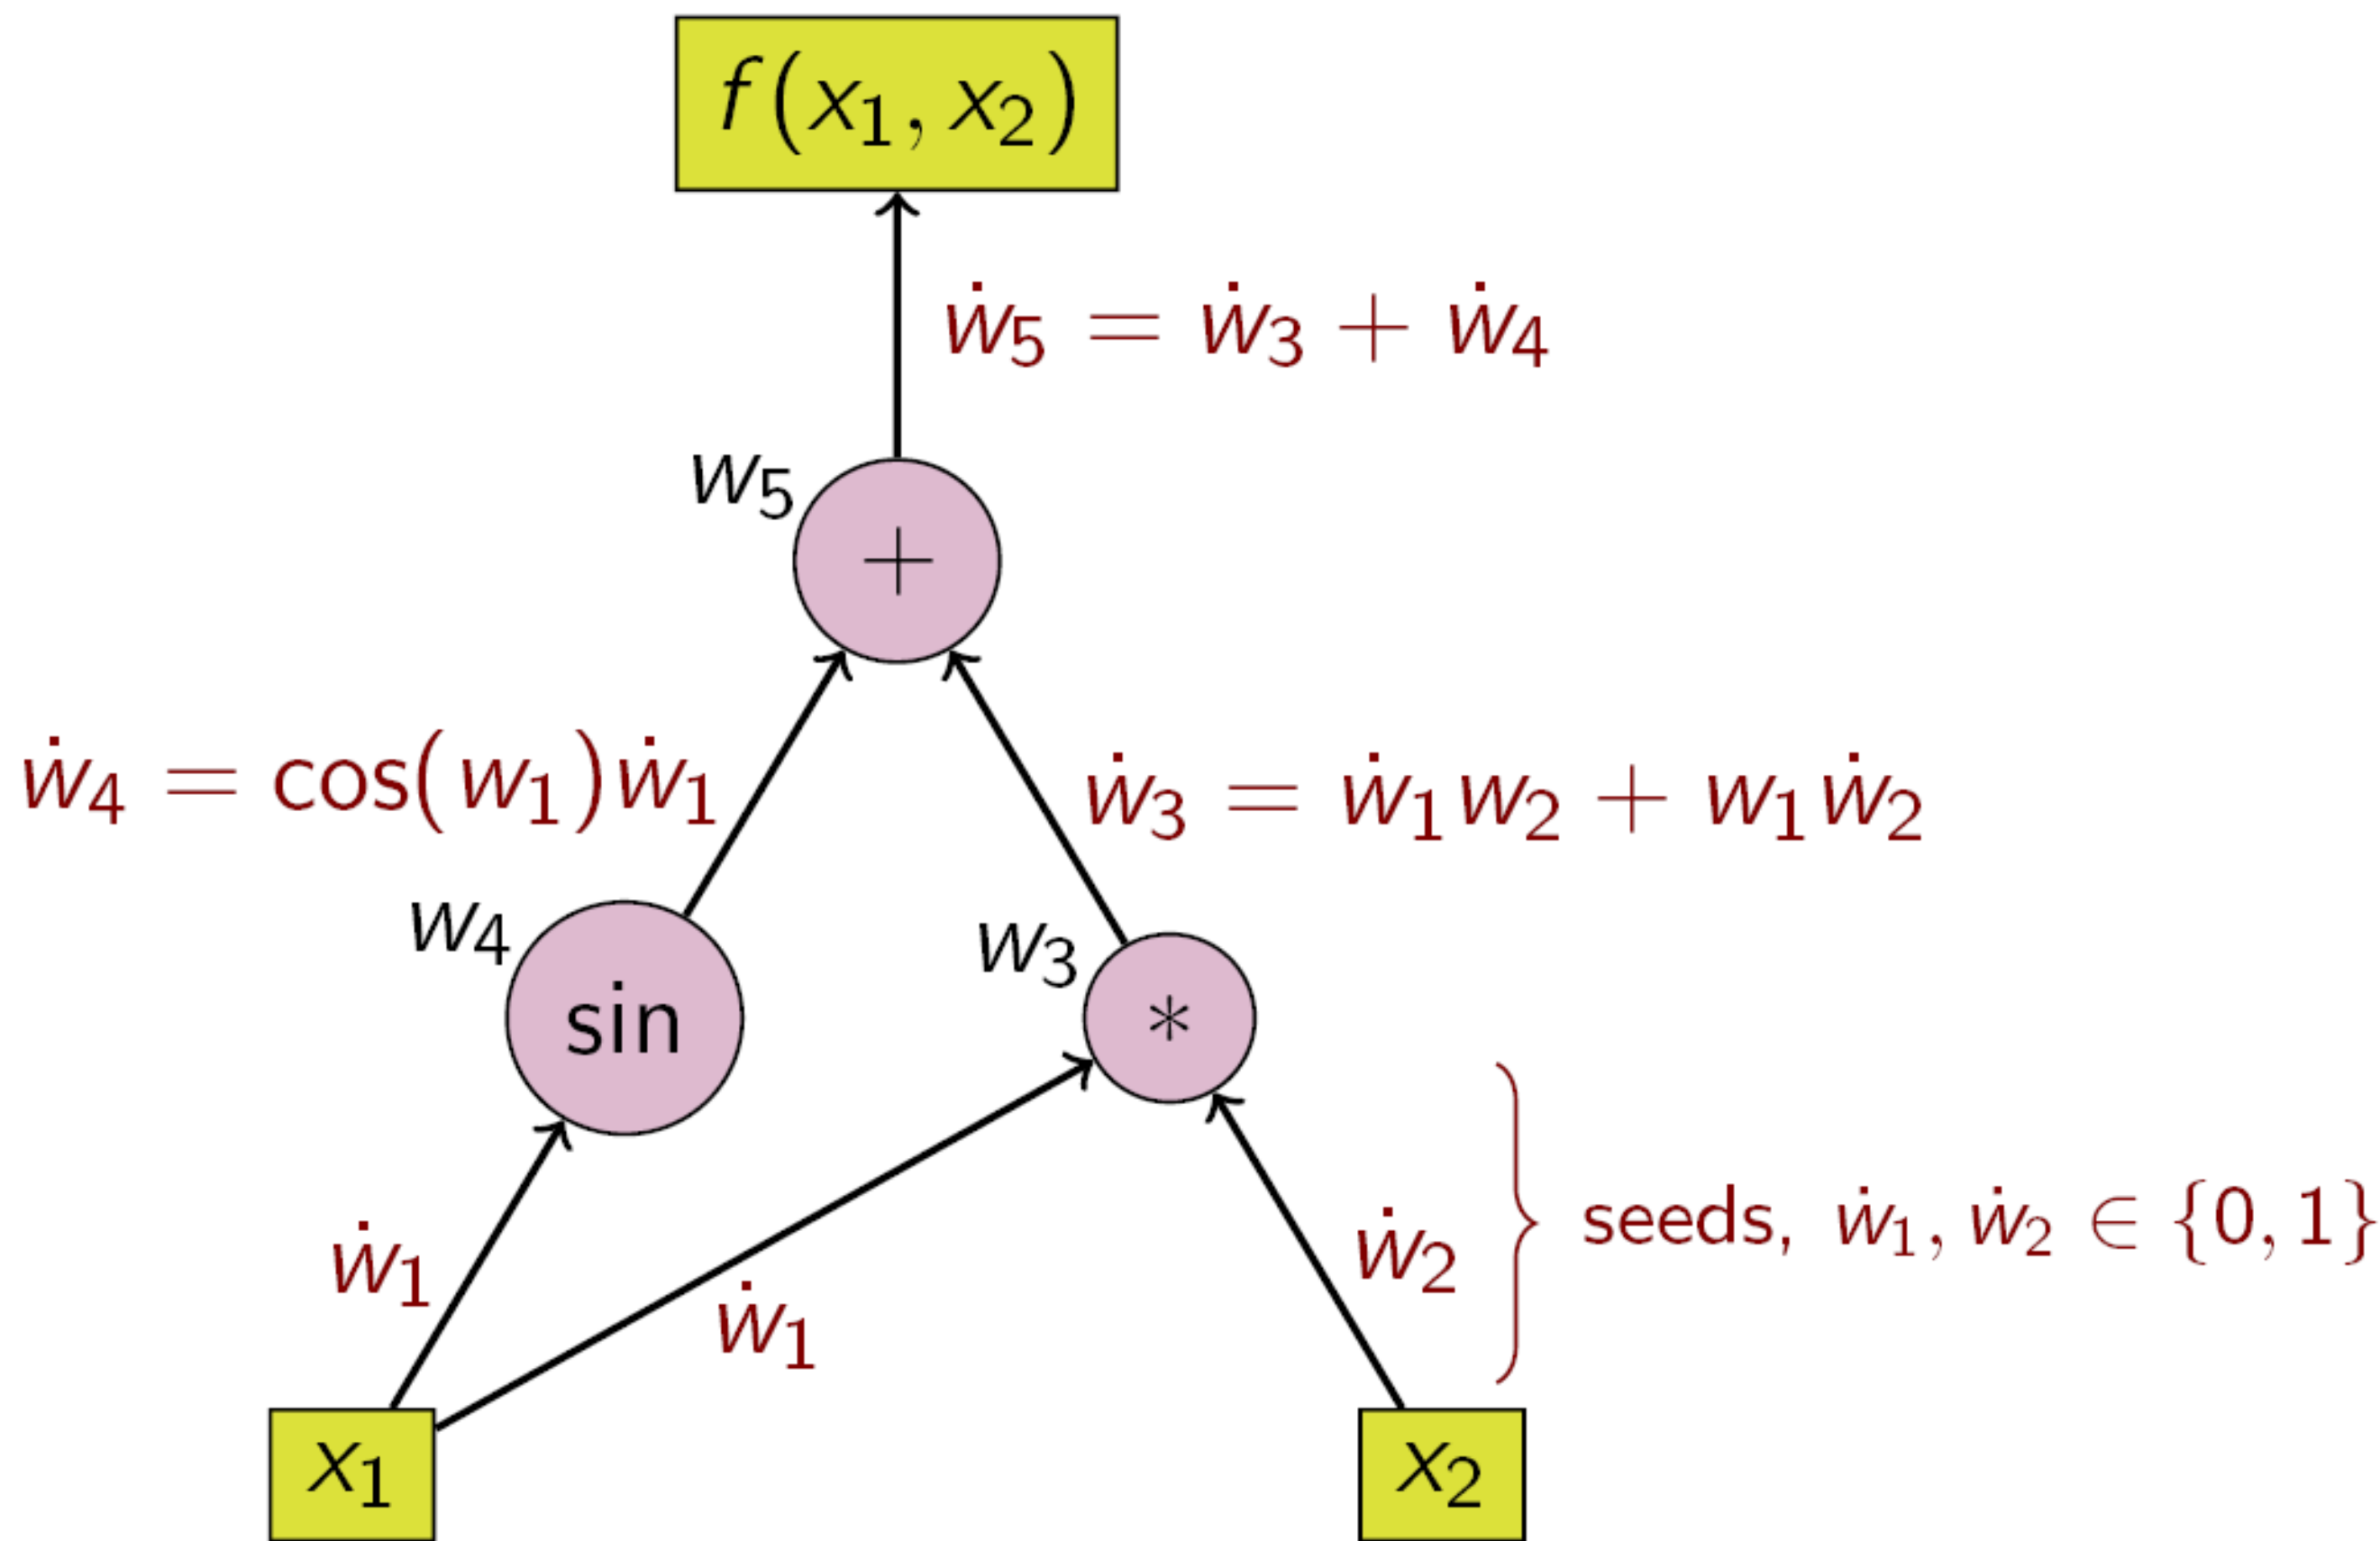 f(x₁, x₂)
ẇ₅ = ẇ₃ + ẇ₄
w₅
+
ẇ₄ = cos(w₁)ẇ₁
ẇ₃ = ẇ₁w₂ + w₁ẇ₂
w₄
w₃
sin
*
ẇ₁
ẇ₁
ẇ₂
seeds, ẇ₁, ẇ₂ ∈ {0, 1}
x₁
x₂